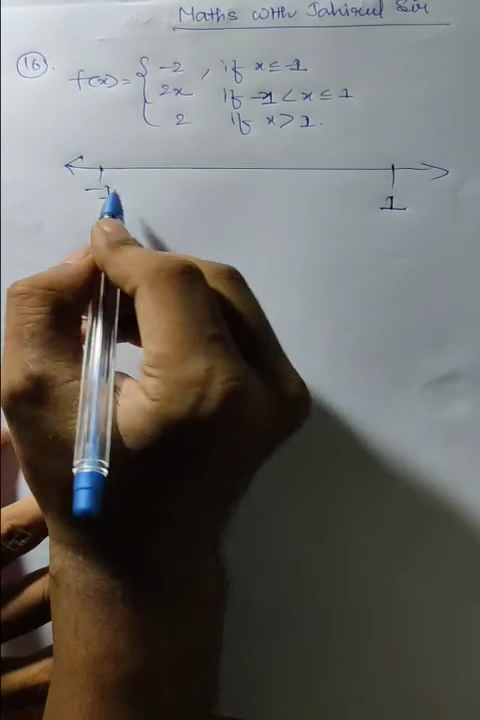 Maths with Jahirul Sir
(16). f(x) = { -2 , if x ≤ -1
2x if -1 < x ≤ 1
2 if x > 1.
-1 1